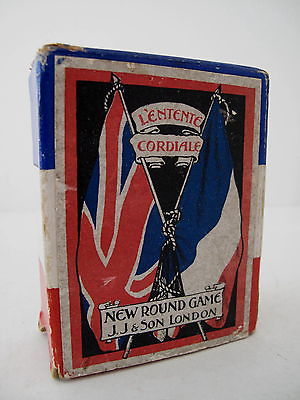 L'ENTENTE
CORDIALE
NEW ROUND GAME
J. J & SON LONDON